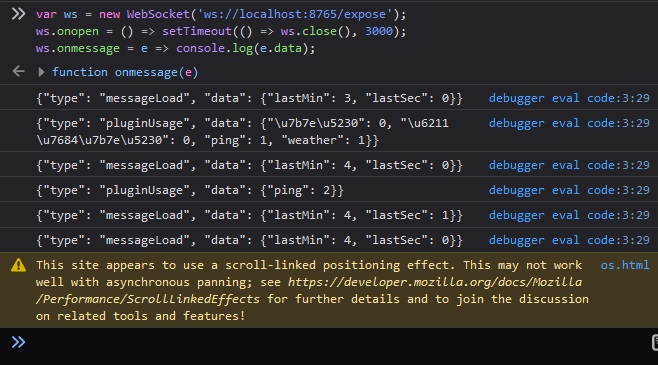 var ws = new WebSocket('ws://localhost:8765/expose');
ws.onopen = () => setTimeout(() => ws.close(), 3000);
ws.onmessage = e => console.log(e.data);
function onmessage(e)
{"type": "messageLoad", "data": {"lastMin": 3, "lastSec": 0}} debugger eval code:3:29
{"type": "pluginUsage", "data": {"\u7b7e\u5230": 0, "\u6211 debugger eval code:3:29
\u7684\u7b7e\u5230": 0, "ping": 1, "weather": 1}}
{"type": "messageLoad", "data": {"lastMin": 4, "lastSec": 0}} debugger eval code:3:29
{"type": "pluginUsage", "data": {"ping": 2}} debugger eval code:3:29
{"type": "messageLoad", "data": {"lastMin": 4, "lastSec": 1}} debugger eval code:3:29
{"type": "messageLoad", "data": {"lastMin": 4, "lastSec": 0}} debugger eval code:3:29
This site appears to use a scroll-linked positioning effect. This may not work os.html
well with asynchronous panning; see https://developer.mozilla.org/docs/Mozilla
/Performance/ScrollLinkedEffects for further details and to join the discussion
on related tools and features!